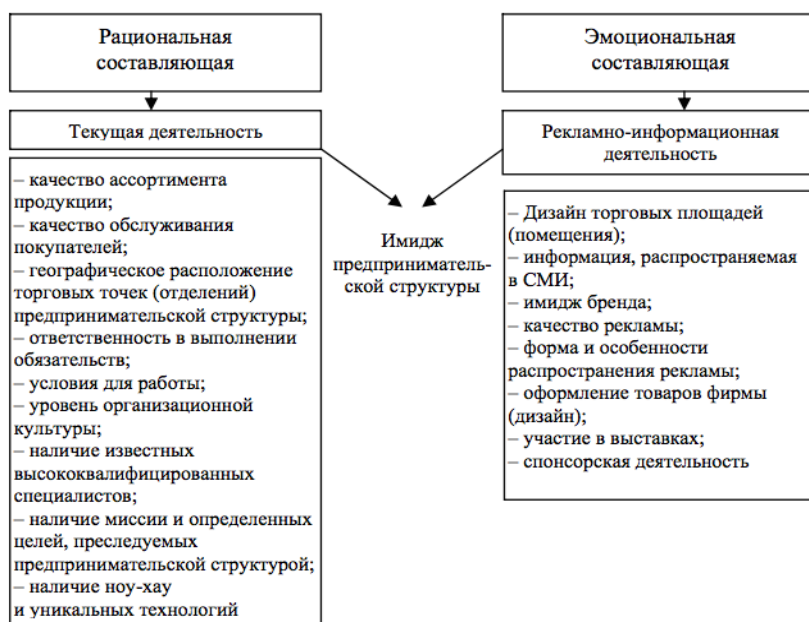 Рациональная
составляющая
Эмоциональная
составляющая
Текущая деятельность
Рекламно-информационная
деятельность
– качество ассортимента
продукции;
– качество обслуживания
покупателей;
– географическое расположение
торговых точек (отделений)
предпринимательской структуры;
– ответственность в выполнении
обязательств;
– условия для работы;
– уровень организационной
культуры;
– наличие известных
высококвалифицированных
специалистов;
– наличие миссии и определенных
целей, преследуемых
предпринимательской структурой;
– наличие ноу-хау
и уникальных технологий
Имидж
предприниматель-
ской структуры
– Дизайн торговых площадей
(помещения);
– информация, распространяемая
в СМИ;
– имидж бренда;
– качество рекламы;
– форма и особенности
распространения рекламы;
– оформление товаров фирмы
(дизайн);
– участие в выставках;
– спонсорская деятельность